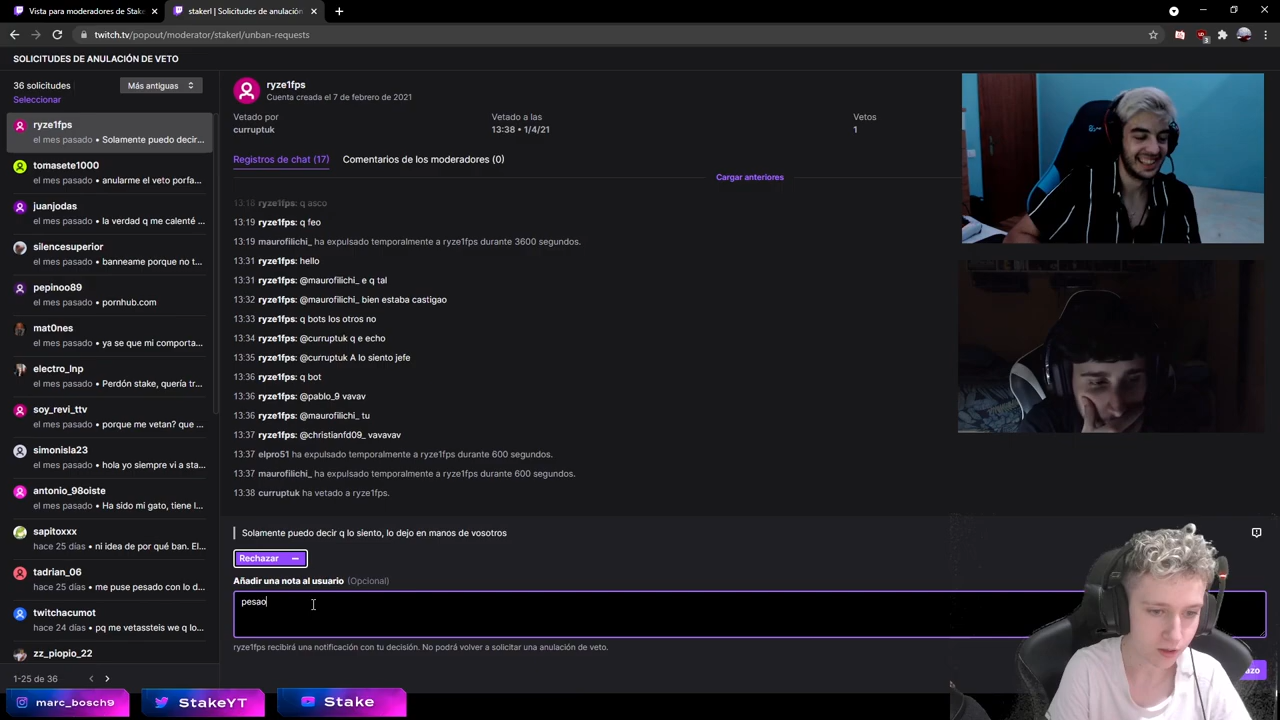 Vista para moderadores de Stake
stakerl | Solicitudes de anulación
twitch.tv/popout/moderator/stakerl/unban-requests
SOLICITUDES DE ANULACIÓN DE VETO
36 solicitudes
Más antiguas
Seleccionar
ryze1fps
el mes pasado • Solamente puedo decir...
tomasete1000
el mes pasado • anularme el veto porfa...
juanjodas
el mes pasado • la verdad q me calenté ...
silencesuperior
el mes pasado • banneame porque no t...
pepinoo89
el mes pasado • pornhub.com
mat0nes
el mes pasado • ya se que mi comporta...
electro_lnp
el mes pasado • Perdón stake, quería tr...
soy_revi_ttv
el mes pasado • porque me vetan? que ...
simonisla23
el mes pasado • hola yo siempre vi a sta...
antonio_98oiste
el mes pasado • Ha sido mi gato, tiene l...
sapitoxxx
hace 25 días • ni idea de por qué ban. El...
tadrian_06
hace 25 días • me puse pesado con lo d...
twitchacumot
hace 24 días • pq me vetassteis we q lo...
zz_piopio_22
1-25 de 36
ryze1fps
Cuenta creada el 7 de febrero de 2021
Vetado por
curruptuk
Vetado a las
13:38 • 1/4/21
Vetos
1
Registros de chat (17)
Comentarios de los moderadores (0)
Cargar anteriores
13:18 ryze1fps: q asco
13:19 ryze1fps: q feo
13:19 maurofilichi_ ha expulsado temporalmente a ryze1fps durante 3600 segundos.
13:31 ryze1fps: hello
13:31 ryze1fps: @maurofilichi_ e q tal
13:32 ryze1fps: @maurofilichi_ bien estaba castigao
13:33 ryze1fps: q bots los otros no
13:34 ryze1fps: @curruptuk q e echo
13:35 ryze1fps: @curruptuk A lo siento jefe
13:36 ryze1fps: q bot
13:36 ryze1fps: @pablo_9 vavav
13:36 ryze1fps: @maurofilichi_ tu
13:37 ryze1fps: @christianfd09_ vavavav
13:37 elpro51 ha expulsado temporalmente a ryze1fps durante 600 segundos.
13:37 maurofilichi_ ha expulsado temporalmente a ryze1fps durante 600 segundos.
13:38 curruptuk ha vetado a ryze1fps.
Solamente puedo decir q lo siento, lo dejo en manos de vosotros
Rechazar
Añadir una nota al usuario (Opcional)
pesao
ryze1fps recibirá una notificación con tu decisión. No podrá volver a solicitar una anulación de veto.
marc_bosch9
StakeYT
Stake